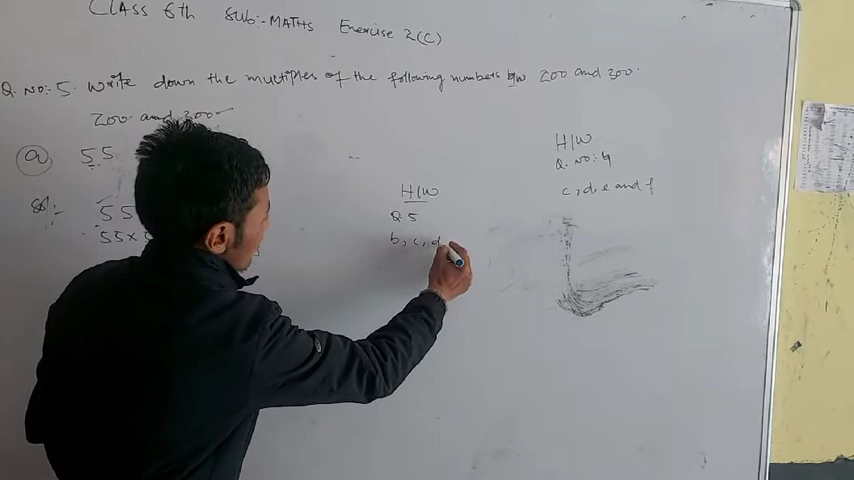 CLASS 6th Sub:-MATHS Exercise 2(C)
Q. NO:-5. Write down the multiples of the following numbers b/w 200 and 300.
200 and 300
(a) 55
Sol:- 55
55×
H/W
Q.5
b, c, d
H/W
Q. NO:-4
c, d, e and f